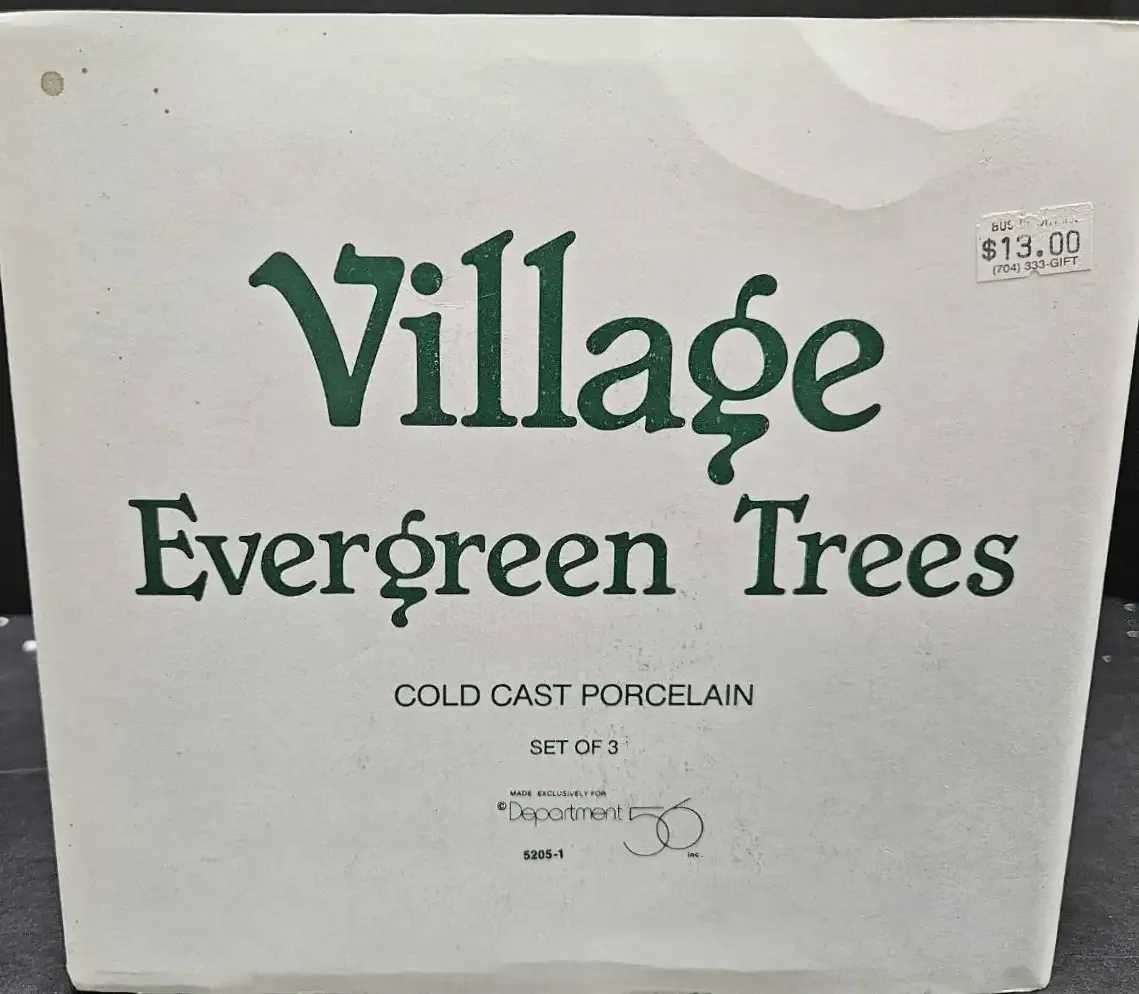 Village
Evergreen Trees
COLD CAST PORCELAIN
SET OF 3
MADE EXCLUSIVELY FOR
©Department 56
inc.
5205-1
$13.00
(704) 333-GIFT